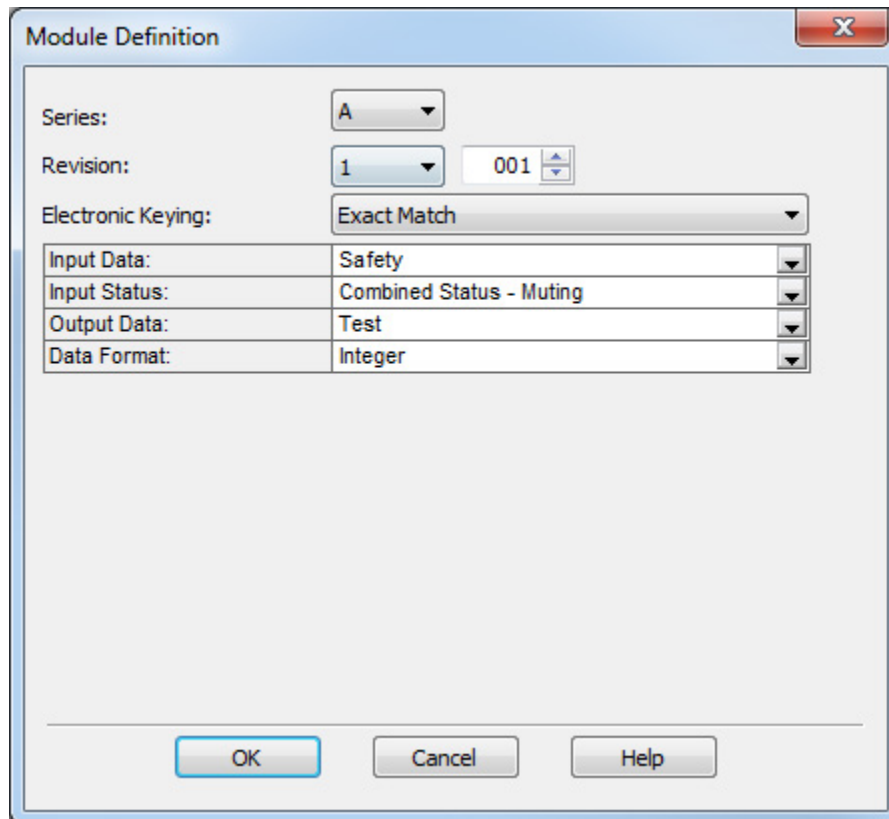 Module Definition
Series: A
Revision: 1 001
Electronic Keying: Exact Match
Input Data: Safety
Input Status: Combined Status - Muting
Output Data: Test
Data Format: Integer
OK Cancel Help